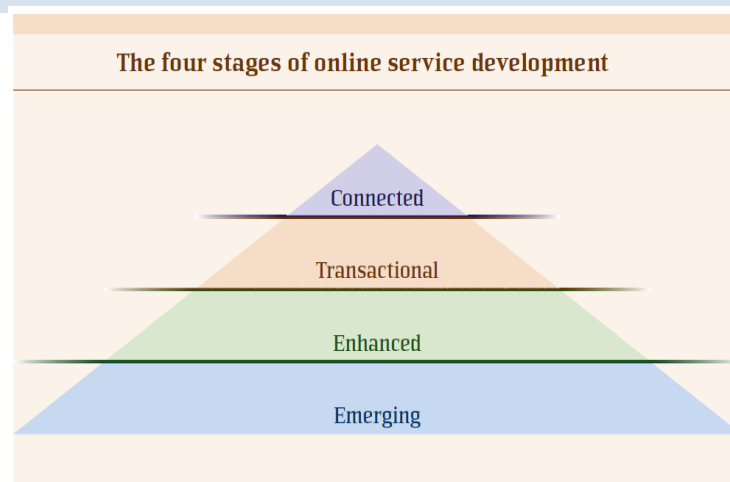 The four stages of online service development
Connected
Transactional
Enhanced
Emerging